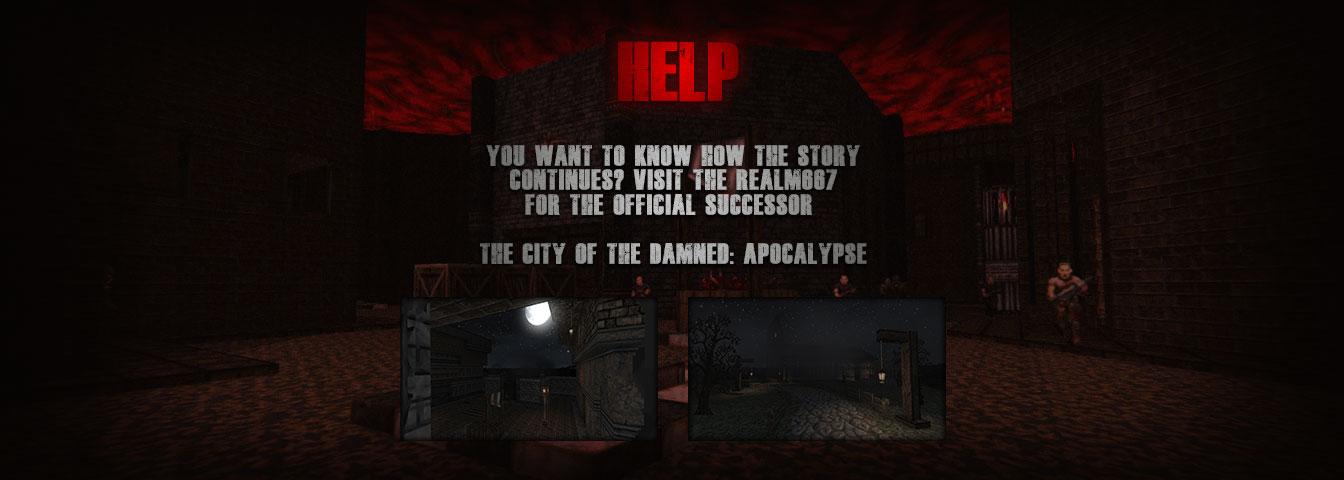 HELP
YOU WANT TO KNOW HOW THE STORY
CONTINUES? VISIT THE REALM667
FOR THE OFFICIAL SUCCESSOR
THE CITY OF THE DAMNED: APOCALYPSE